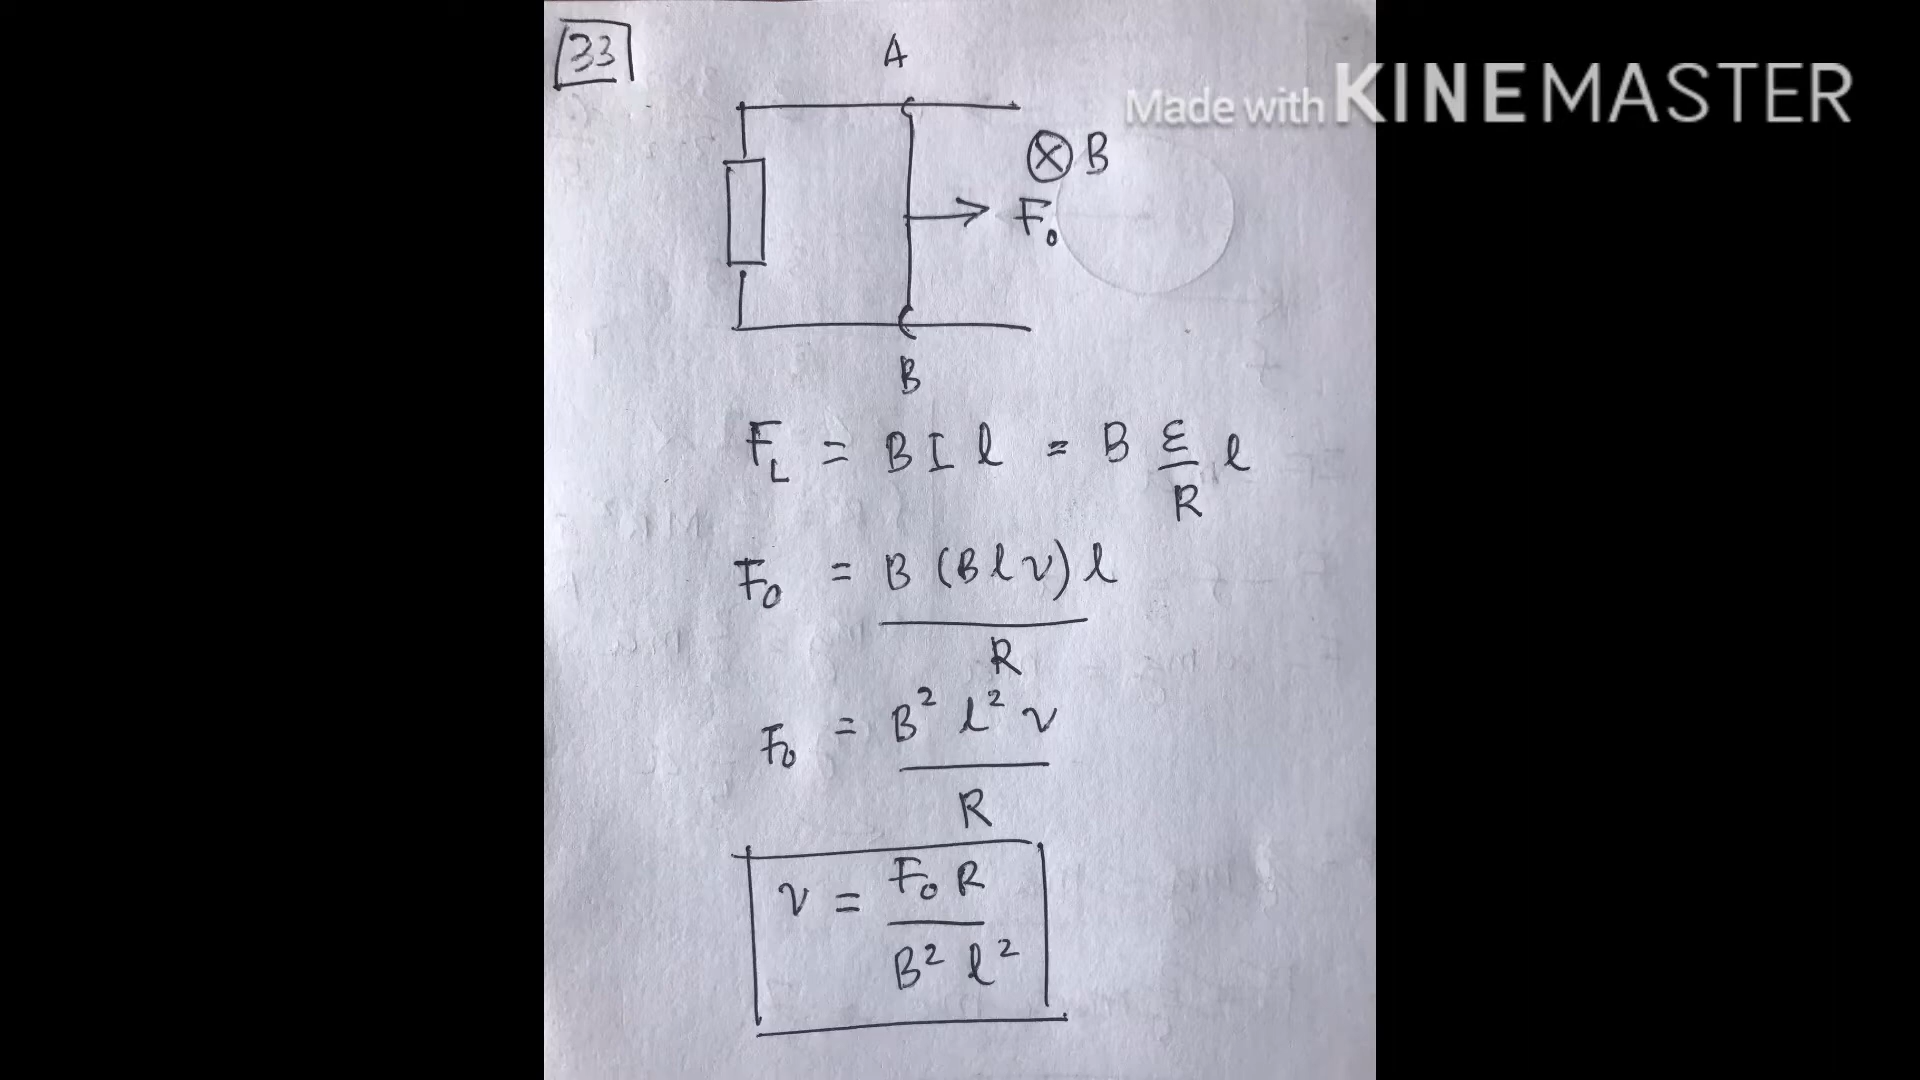 33
A
Made with KINEMASTER
⊗ B
F₀
B
F_L = B I l = B ε/R l
F₀ = B (B l v) l / R
F₀ = B² l² v / R
v = F₀ R / B² l²